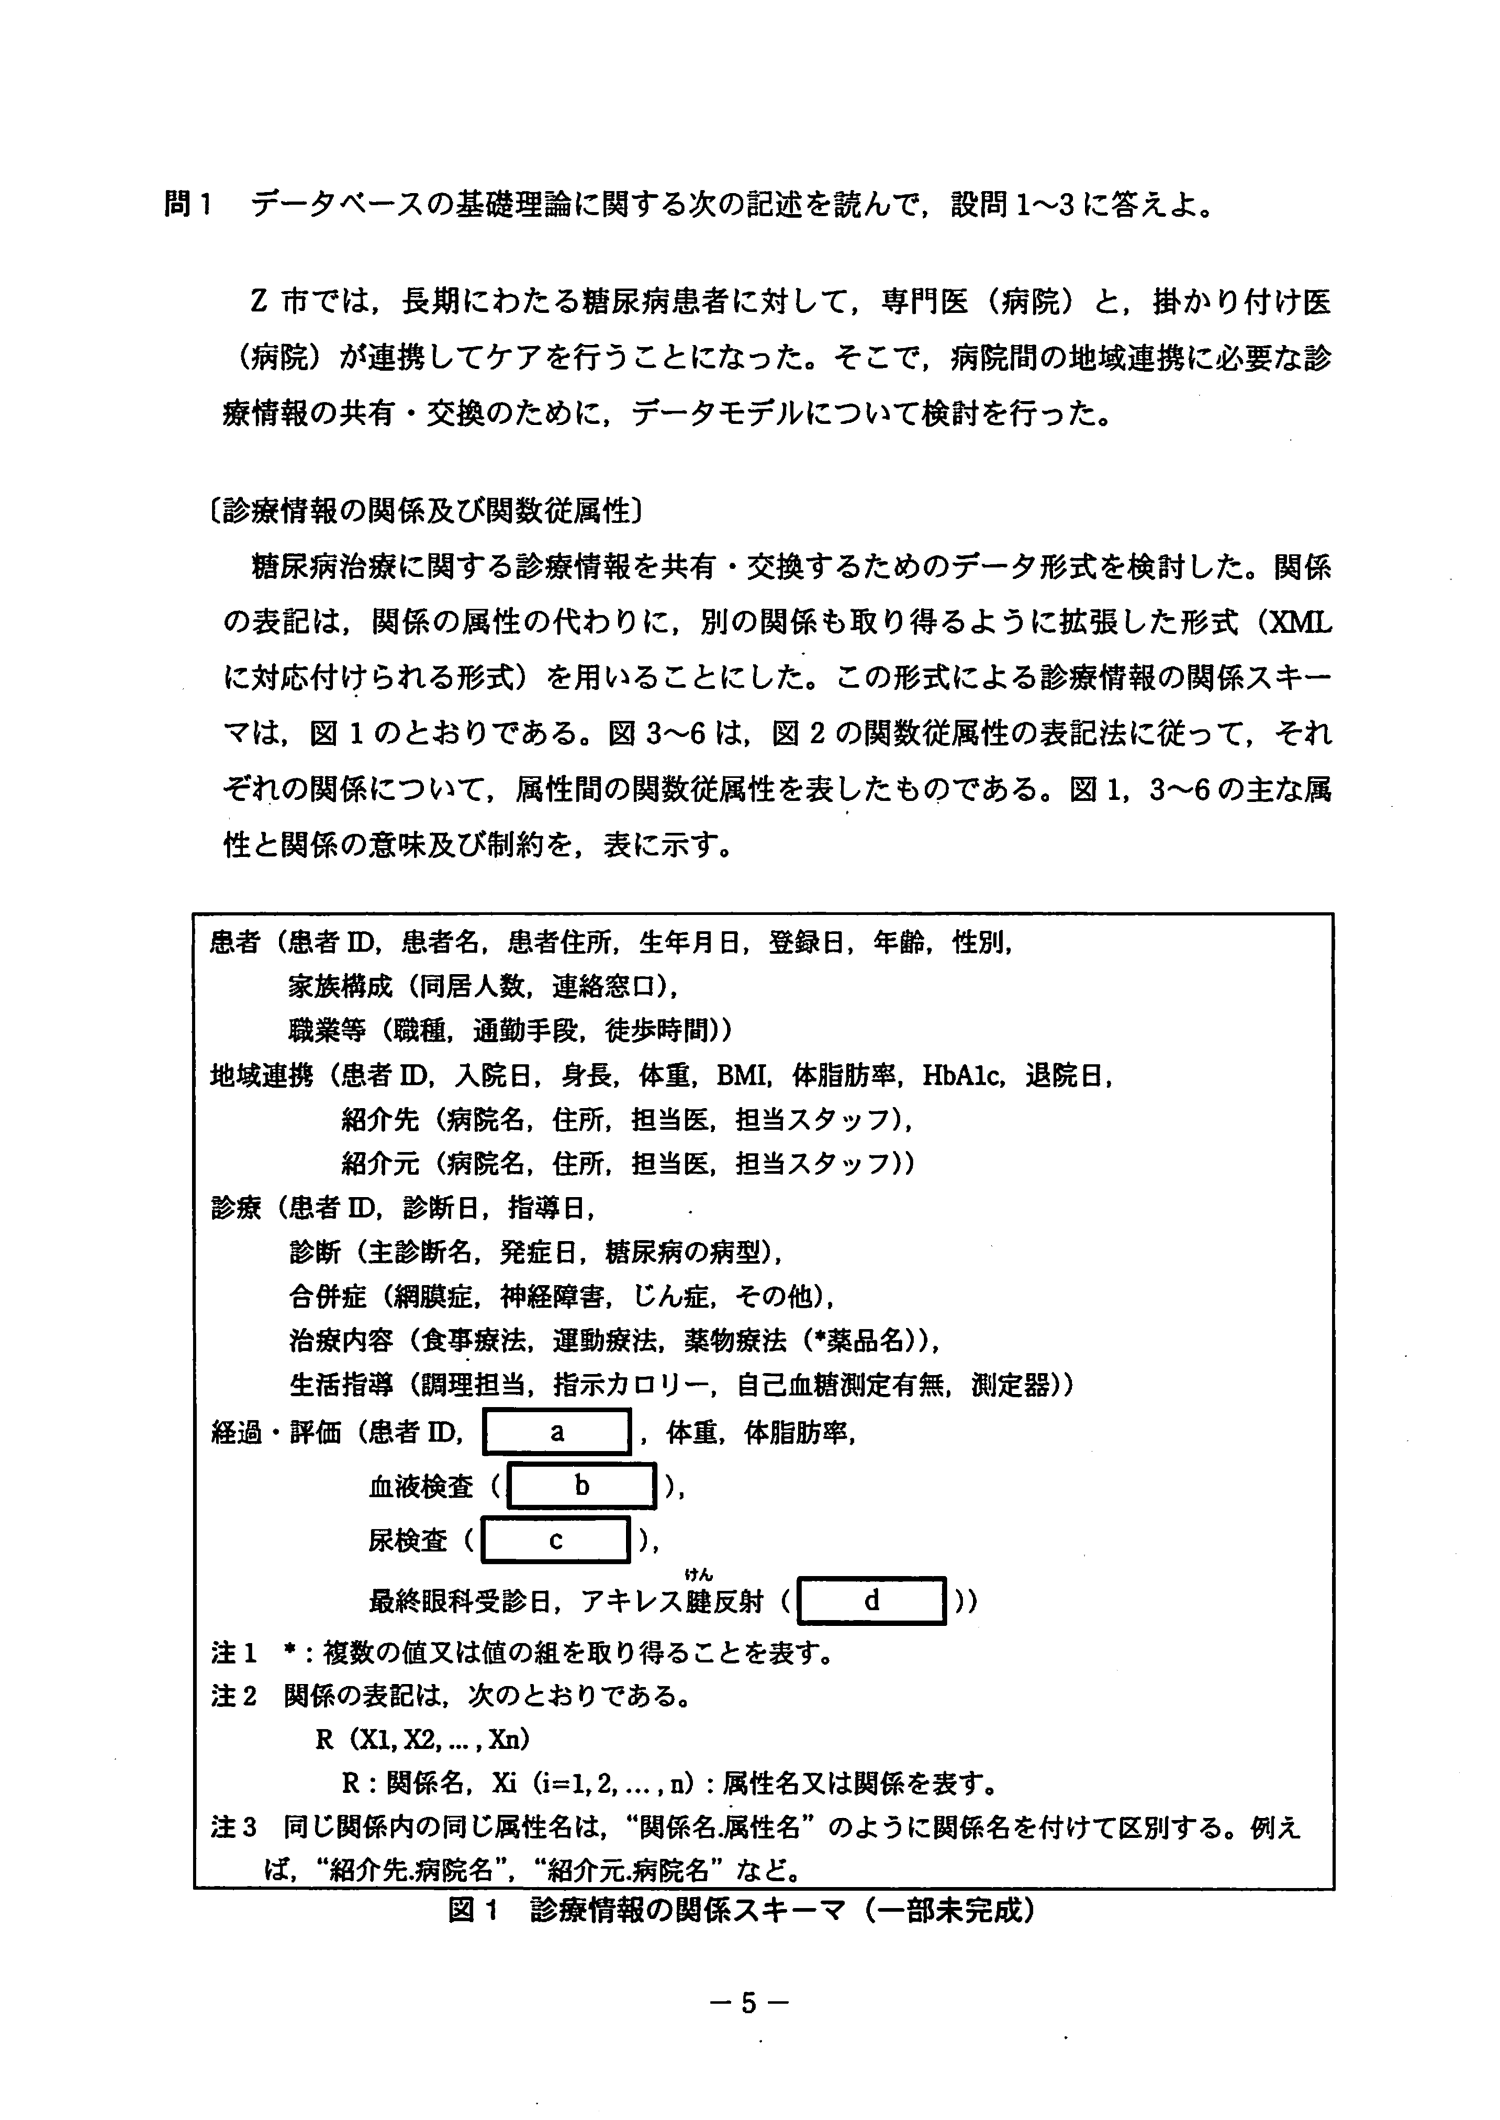 問1 データベースの基礎理論に関する次の記述を読んで，設問1～3に答えよ。
Z 市では，長期にわたる糖尿病患者に対して，専門医（病院）と，掛かり付け医
（病院）が連携してケアを行うことになった。そこで，病院間の地域連携に必要な診
療情報の共有・交換のために，データモデルについて検討を行った。
〔診療情報の関係及び関数従属性〕
糖尿病治療に関する診療情報を共有・交換するためのデータ形式を検討した。関係
の表記は，関係の属性の代わりに，別の関係も取り得るように拡張した形式（XML
に対応付けられる形式）を用いることにした。この形式による診療情報の関係スキー
マは，図 1 のとおりである。図 3～6 は，図 2 の関数従属性の表記法に従って，それ
ぞれの関係について，属性間の関数従属性を表したものである。図 1，3～6 の主な属
性と関係の意味及び制約を，表に示す。
患者（患者 ID，患者名，患者住所，生年月日，登録日，年齢，性別，
家族構成（同居人数，連絡窓口），
職業等（職種，通勤手段，徒歩時間））
地域連携（患者 ID，入院日，身長，体重，BMI，体脂肪率，HbA1c，退院日，
紹介先（病院名，住所，担当医，担当スタッフ），
紹介元（病院名，住所，担当医，担当スタッフ））
診療（患者 ID，診断日，指導日，
診断（主診断名，発症日，糖尿病の病型），
合併症（網膜症，神経障害，じん症，その他），
治療内容（食事療法，運動療法，薬物療法（*薬品名）），
生活指導（調理担当，指示カロリー，自己血糖測定有無，測定器））
経過・評価（患者 ID， a ，体重，体脂肪率，
血液検査（ b ），
尿検査（ c ），
けん
最終眼科受診日，アキレス腱反射（ d ））
注1 *：複数の値又は値の組を取り得ることを表す。
注2 関係の表記は，次のとおりである。
R（X1, X2, … , Xn）
R：関係名，Xi（i=1, 2, … , n）：属性名又は関係を表す。
注3 同じ関係内の同じ属性名は，“関係名.属性名”のように関係名を付けて区別する。例え
ば，“紹介先.病院名”，“紹介元.病院名”など。
図1 診療情報の関係スキーマ（一部未完成）
－ 5 －